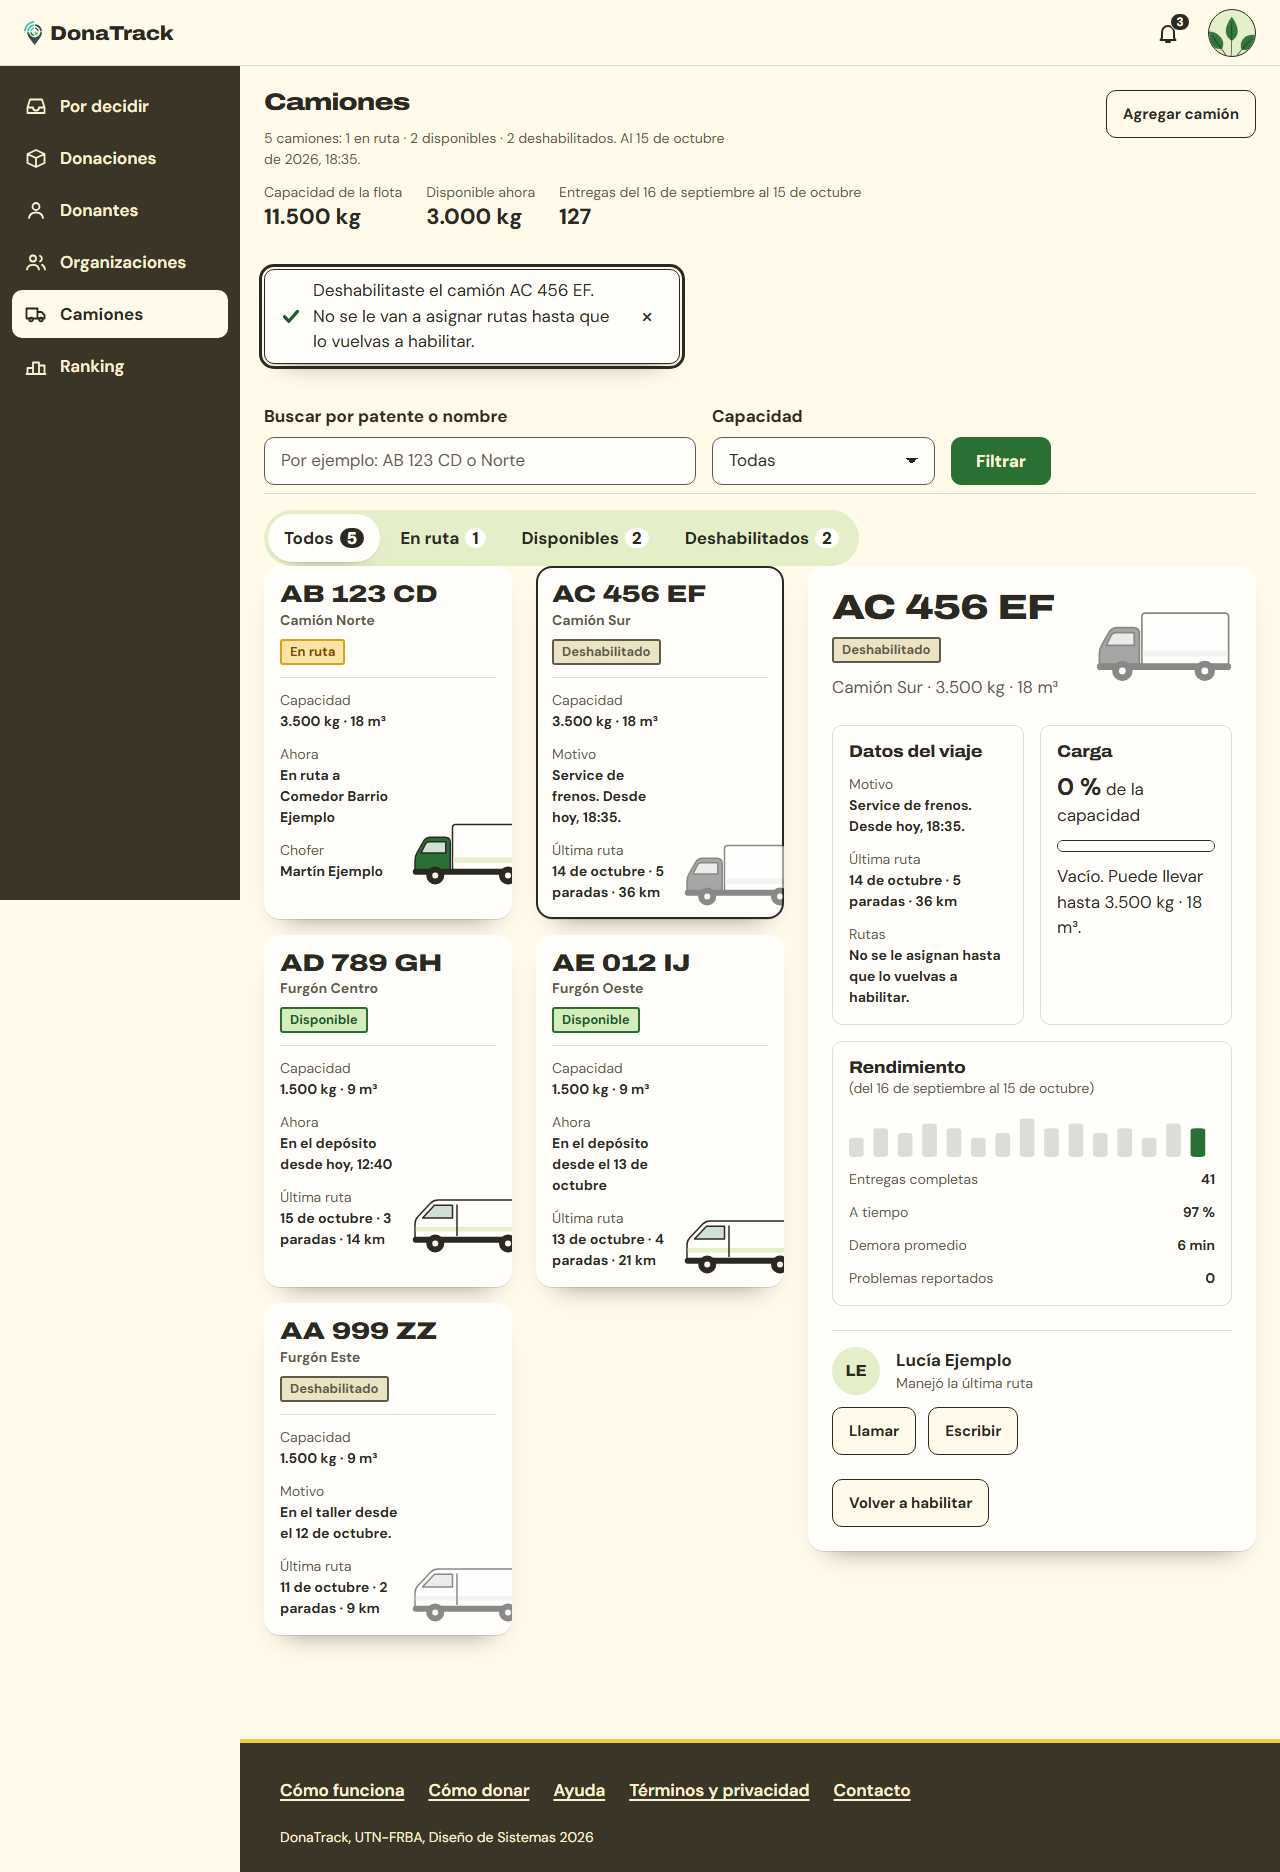 DonaTrack
3
Por decidir
Donaciones
Donantes
Organizaciones
Camiones
Ranking
Camiones
Agregar camión
5 camiones: 1 en ruta · 2 disponibles · 2 deshabilitados. Al 15 de octubre
de 2026, 18:35.
Capacidad de la flota
11.500 kg
Disponible ahora
3.000 kg
Entregas del 16 de septiembre al 15 de octubre
127
Deshabilitaste el camión AC 456 EF.
No se le van a asignar rutas hasta que
lo vuelvas a habilitar.
Buscar por patente o nombre
Por ejemplo: AB 123 CD o Norte
Capacidad
Todas
Filtrar
Todos 5
En ruta 1
Disponibles 2
Deshabilitados 2
AB 123 CD
Camión Norte
En ruta
Capacidad
3.500 kg · 18 m³
Ahora
En ruta a
Comedor Barrio
Ejemplo
Chofer
Martín Ejemplo
AC 456 EF
Camión Sur
Deshabilitado
Capacidad
3.500 kg · 18 m³
Motivo
Service de
frenos. Desde
hoy, 18:35.
Última ruta
14 de octubre · 5
paradas · 36 km
AD 789 GH
Furgón Centro
Disponible
Capacidad
1.500 kg · 9 m³
Ahora
En el depósito
desde hoy, 12:40
Última ruta
15 de octubre · 3
paradas · 14 km
AE 012 IJ
Furgón Oeste
Disponible
Capacidad
1.500 kg · 9 m³
Ahora
En el depósito
desde el 13 de
octubre
Última ruta
13 de octubre · 4
paradas · 21 km
AA 999 ZZ
Furgón Este
Deshabilitado
Capacidad
1.500 kg · 9 m³
Motivo
En el taller desde
el 12 de octubre.
Última ruta
11 de octubre · 2
paradas · 9 km
AC 456 EF
Deshabilitado
Camión Sur · 3.500 kg · 18 m³
Datos del viaje
Motivo
Service de frenos.
Desde hoy, 18:35.
Última ruta
14 de octubre · 5
paradas · 36 km
Rutas
No se le asignan hasta
que lo vuelvas a
habilitar.
Carga
0 % de la
capacidad
Vacío. Puede llevar
hasta 3.500 kg · 18
m³.
Rendimiento
(del 16 de septiembre al 15 de octubre)
Entregas completas 41
A tiempo 97 %
Demora promedio 6 min
Problemas reportados 0
LE
Lucía Ejemplo
Manejó la última ruta
Llamar
Escribir
Volver a habilitar
Cómo funciona
Cómo donar
Ayuda
Términos y privacidad
Contacto
DonaTrack, UTN-FRBA, Diseño de Sistemas 2026